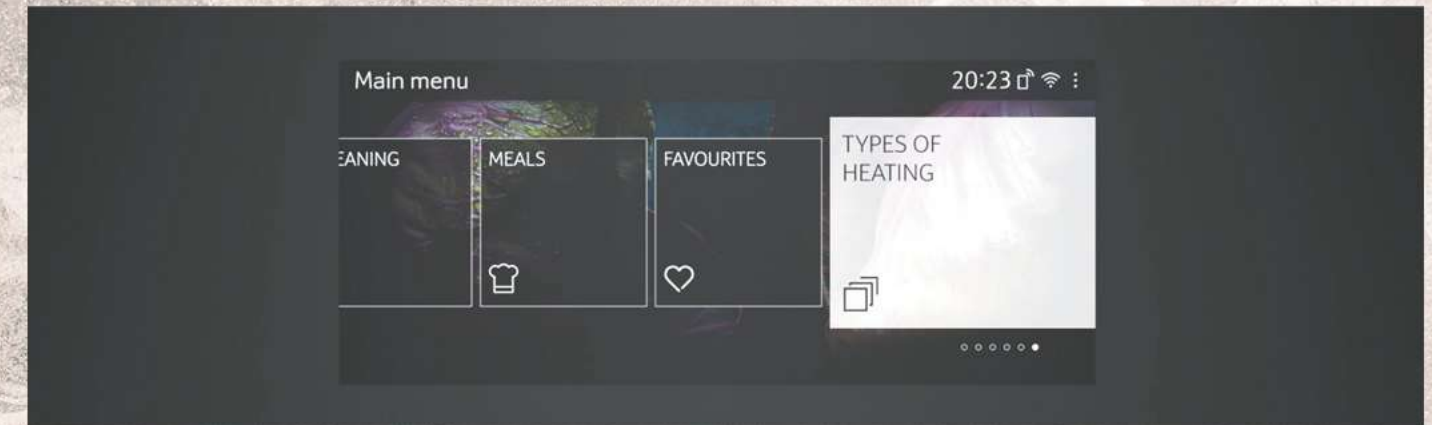 Main menu
20:23
EANING
MEALS
FAVOURITES
TYPES OF
HEATING